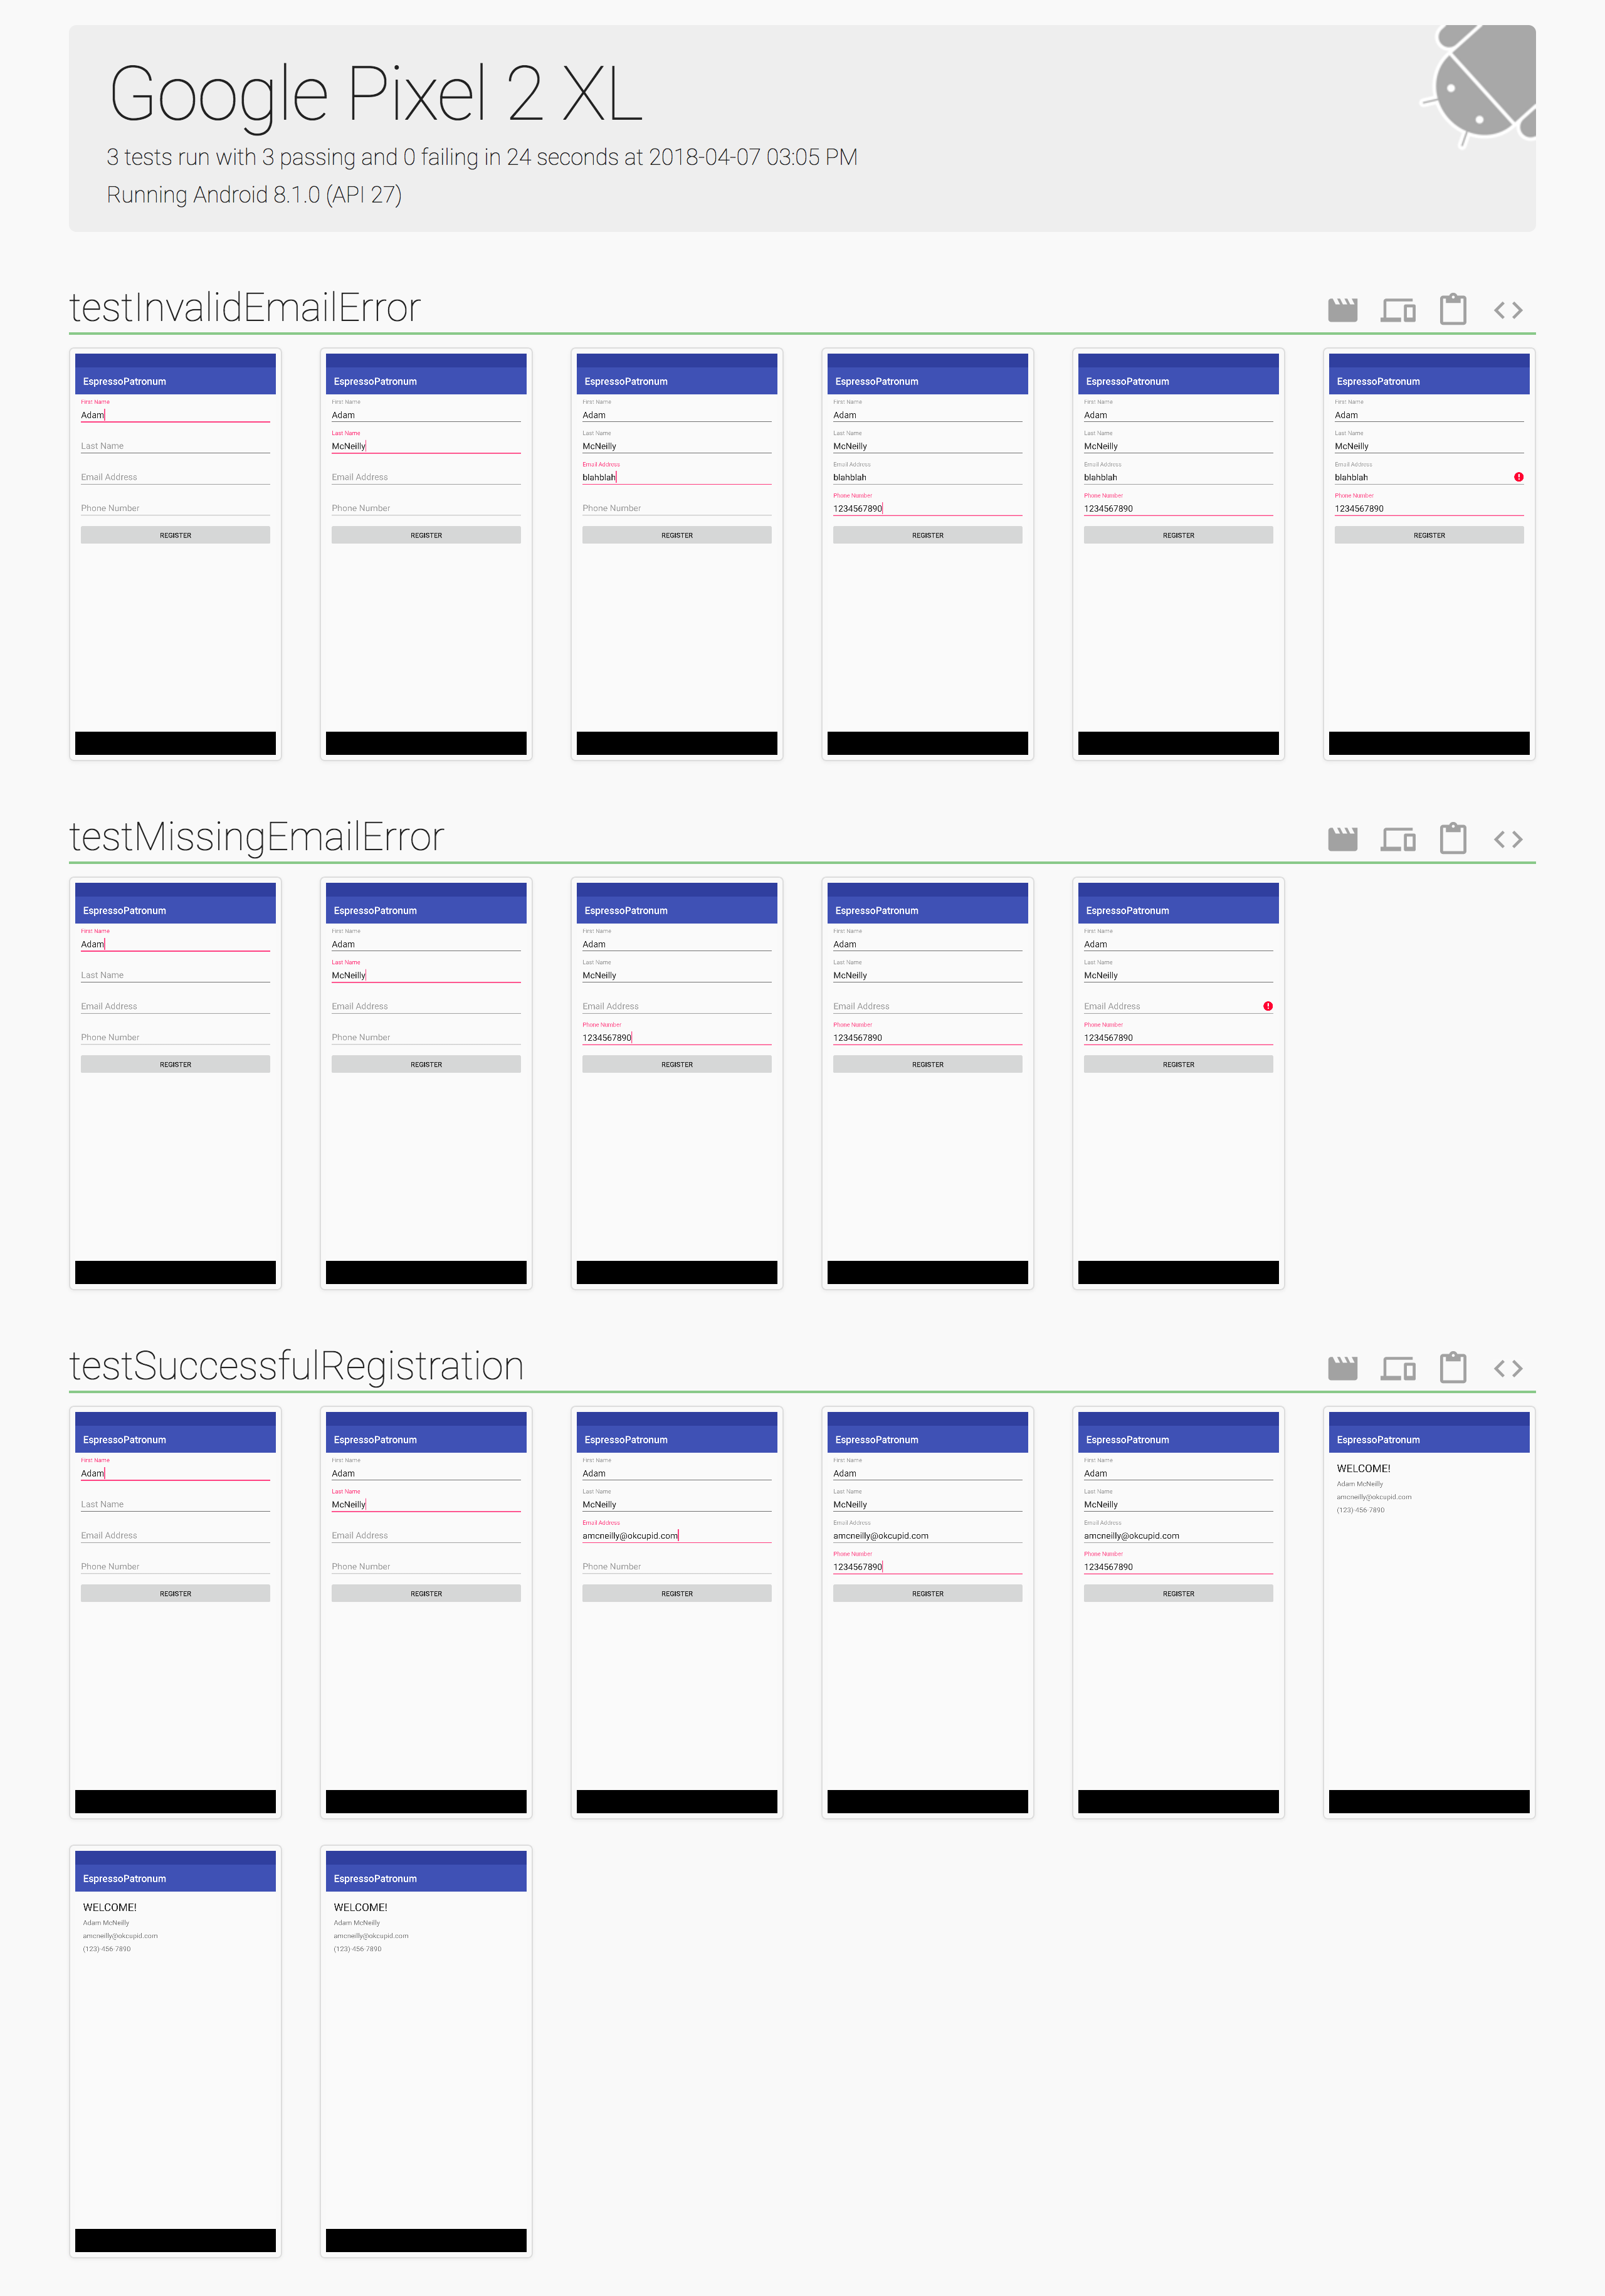 Google Pixel 2 XL
3 tests run with 3 passing and 0 failing in 24 seconds at 2018-04-07 03:05 PM
Running Android 8.1.0 (API 27)
testInvalidEmailError
EspressoPatronum
First Name
Adam
Last Name
Email Address
Phone Number
REGISTER
EspressoPatronum
First Name
Adam
Last Name
McNeilly
Email Address
Phone Number
REGISTER
EspressoPatronum
First Name
Adam
Last Name
McNeilly
Email Address
blahblah
Phone Number
REGISTER
EspressoPatronum
First Name
Adam
Last Name
McNeilly
Email Address
blahblah
Phone Number
1234567890
REGISTER
EspressoPatronum
First Name
Adam
Last Name
McNeilly
Email Address
blahblah
Phone Number
1234567890
REGISTER
EspressoPatronum
First Name
Adam
Last Name
McNeilly
Email Address
blahblah
Phone Number
1234567890
REGISTER
testMissingEmailError
EspressoPatronum
First Name
Adam
Last Name
Email Address
Phone Number
REGISTER
EspressoPatronum
First Name
Adam
Last Name
McNeilly
Email Address
Phone Number
REGISTER
EspressoPatronum
First Name
Adam
Last Name
McNeilly
Email Address
Phone Number
1234567890
REGISTER
EspressoPatronum
First Name
Adam
Last Name
McNeilly
Email Address
Phone Number
1234567890
REGISTER
EspressoPatronum
First Name
Adam
Last Name
McNeilly
Email Address
Phone Number
1234567890
REGISTER
testSuccessfulRegistration
EspressoPatronum
First Name
Adam
Last Name
Email Address
Phone Number
REGISTER
EspressoPatronum
First Name
Adam
Last Name
McNeilly
Email Address
Phone Number
REGISTER
EspressoPatronum
First Name
Adam
Last Name
McNeilly
Email Address
amcneilly@okcupid.com
Phone Number
REGISTER
EspressoPatronum
First Name
Adam
Last Name
McNeilly
Email Address
amcneilly@okcupid.com
Phone Number
1234567890
REGISTER
EspressoPatronum
First Name
Adam
Last Name
McNeilly
Email Address
amcneilly@okcupid.com
Phone Number
1234567890
REGISTER
EspressoPatronum
WELCOME!
Adam McNeilly
amcneilly@okcupid.com
(123)-456-7890
EspressoPatronum
WELCOME!
Adam McNeilly
amcneilly@okcupid.com
(123)-456-7890
EspressoPatronum
WELCOME!
Adam McNeilly
amcneilly@okcupid.com
(123)-456-7890